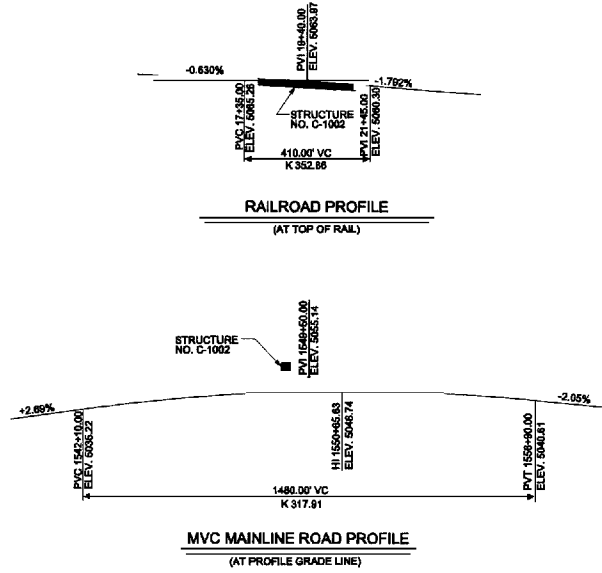 PVI 19+40.00
ELEV. 5063.97
-0.630%
-1.792%
STRUCTURE
NO. C-1002
PVC 17+35.00
ELEV. 5065.26
PVI 21+45.00
ELEV. 5060.30
410.00' VC
K 352.86
RAILROAD PROFILE
(AT TOP OF RAIL)
PVI 1549+50.00
ELEV. 5055.14
STRUCTURE
NO. C-1002
+2.69%
-2.05%
PVC 1542+10.00
ELEV. 5035.22
HI 1550+65.63
ELEV. 5046.74
PVT 1556+90.00
ELEV. 5040.61
1480.00' VC
K 317.91
MVC MAINLINE ROAD PROFILE
(AT PROFILE GRADE LINE)